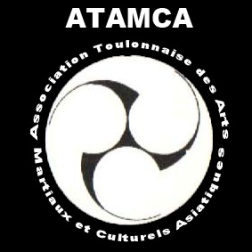 ATAMCA
Association Toulonnaise des Arts
Martiaux et Culturels Asiatiques